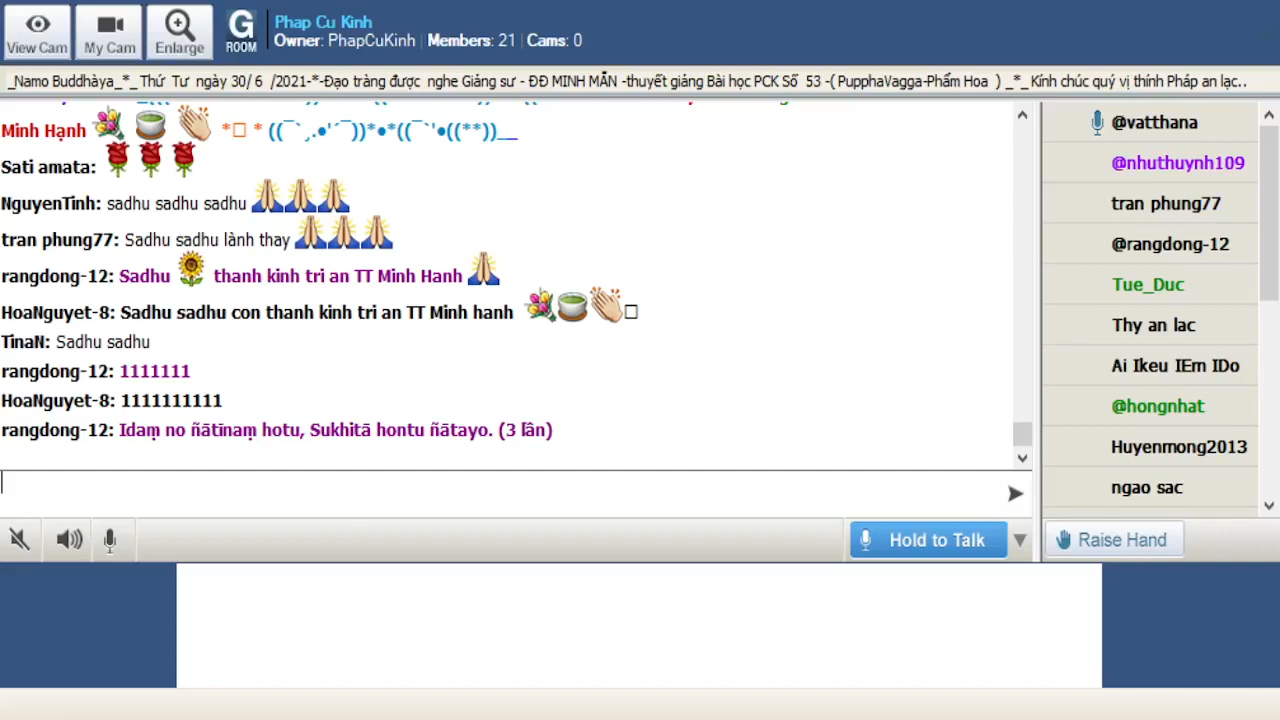 View Cam
My Cam
Enlarge
G
ROOM
Phap Cu Kinh
Owner: PhapCuKinh | Members: 21 | Cams: 0
_Namo Buddhàya_*_Thứ Tư ngày 30/ 6 /2021-*-Đạo tràng được nghe Giảng sư - ĐĐ MINH MẪN -thuyết giảng Bài học PCK Số 53 -( PupphaVagga-Phẩm Hoa ) _*_ Kính chúc quý vị thính Pháp an lạc..
Minh Hạnh * * ((¯`¸.●'´¯))*●*((¯`'●((**))__
Sati amata:
NguyenTinh: sadhu sadhu sadhu
tran phung77: Sadhu sadhu lành thay
rangdong-12: Sadhu thanh kinh tri an TT Minh Hanh
HoaNguyet-8: Sadhu sadhu con thanh kinh tri an TT Minh hanh
TinaN: Sadhu sadhu
rangdong-12: 1111111
HoaNguyet-8: 1111111111
rangdong-12: Idaṃ no ñātīnaṃ hotu, Sukhitā hontu ñātayo. (3 lần)
Hold to Talk
@vatthana
@nhuthuynh109
tran phung77
@rangdong-12
Tue_Duc
Thy an lac
Ai Ikeu IEm IDo
@hongnhat
Huyenmong2013
ngao sac
Raise Hand